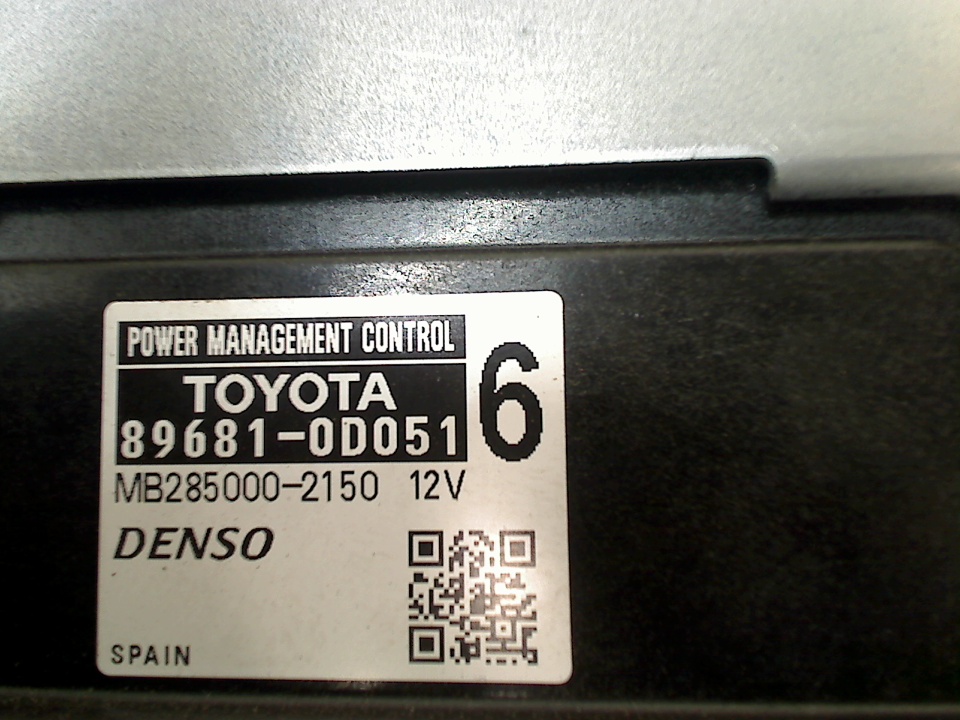 POWER MANAGEMENT CONTROL
TOYOTA
89681-0D051
6
MB285000-2150 12V
DENSO
SPAIN